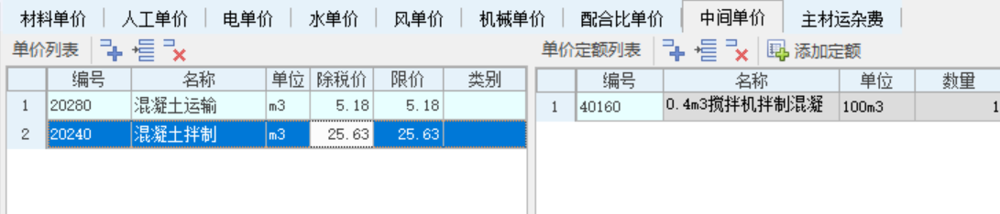 材料单价 人工单价 电单价 水单价 风单价 机械单价 配合比单价 中间单价 主材运杂费
单价列表 单价定额列表 添加定额
编号 名称 单位 除税价 限价 类别 编号 名称 单位 数量
1 20280 混凝土运输 m3 5.18 5.18 1 40160 0.4m3搅拌机拌制混凝 100m3 1
2 20240 混凝土拌制 m3 25.63 25.63